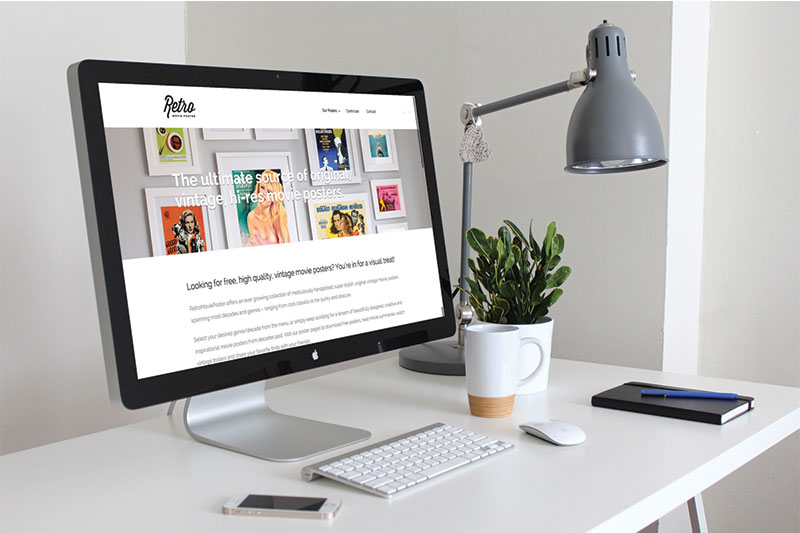 Retro
MOVIE POSTER
Our Posters
Contribute
Contact
The ultimate source of original,
vintage, hi-res movie posters.
Looking for free, high quality, vintage movie posters? You're in for a visual treat!
RetroMoviePoster offers an ever-growing collection of meticulously handpicked, super stylish, original vintage movie posters
spanning most decades and genres – ranging from cool classics to the quirky and obscure.
Select your desired genre/decade from the menu, or simply keep scrolling for a stream of beautifully-designed, creative and
inspirational movie posters from decades past. Visit our poster pages to download free posters, read movie summaries, watch
vintage trailers and share your favorite finds with your friends!